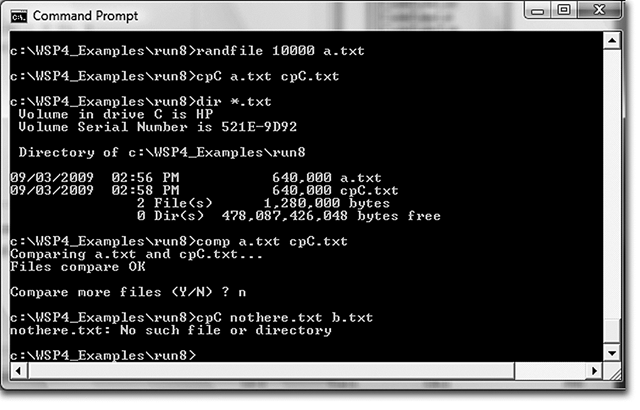 Command Prompt
c:\WSP4_Examples\run8>randfile 10000 a.txt
c:\WSP4_Examples\run8>cpC a.txt cpC.txt
c:\WSP4_Examples\run8>dir *.txt
 Volume in drive C is HP
 Volume Serial Number is 521E-9D92
 Directory of c:\WSP4_Examples\run8
09/03/2009  02:56 PM           640,000 a.txt
09/03/2009  02:58 PM           640,000 cpC.txt
               2 File(s)      1,280,000 bytes
               0 Dir(s)  478,087,426,048 bytes free
c:\WSP4_Examples\run8>comp a.txt cpC.txt
Comparing a.txt and cpC.txt...
Files compare OK
Compare more files (Y/N) ? n
c:\WSP4_Examples\run8>cpC nothere.txt b.txt
nothere.txt: No such file or directory
c:\WSP4_Examples\run8>